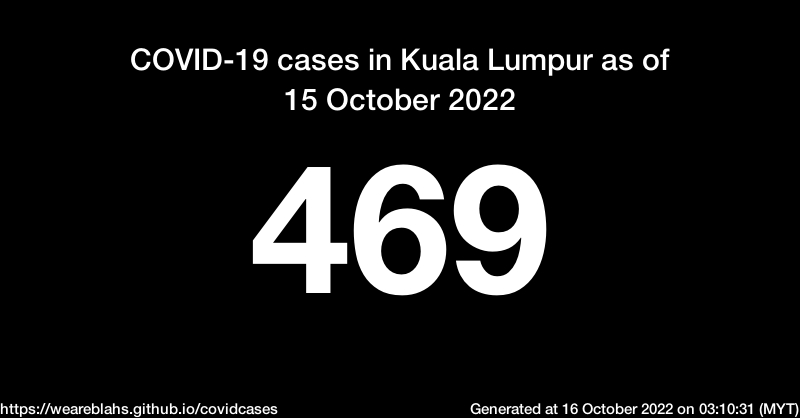 COVID-19 cases in Kuala Lumpur as of
15 October 2022
469
https://weareblahs.github.io/covidcases
Generated at 16 October 2022 on 03:10:31 (MYT)